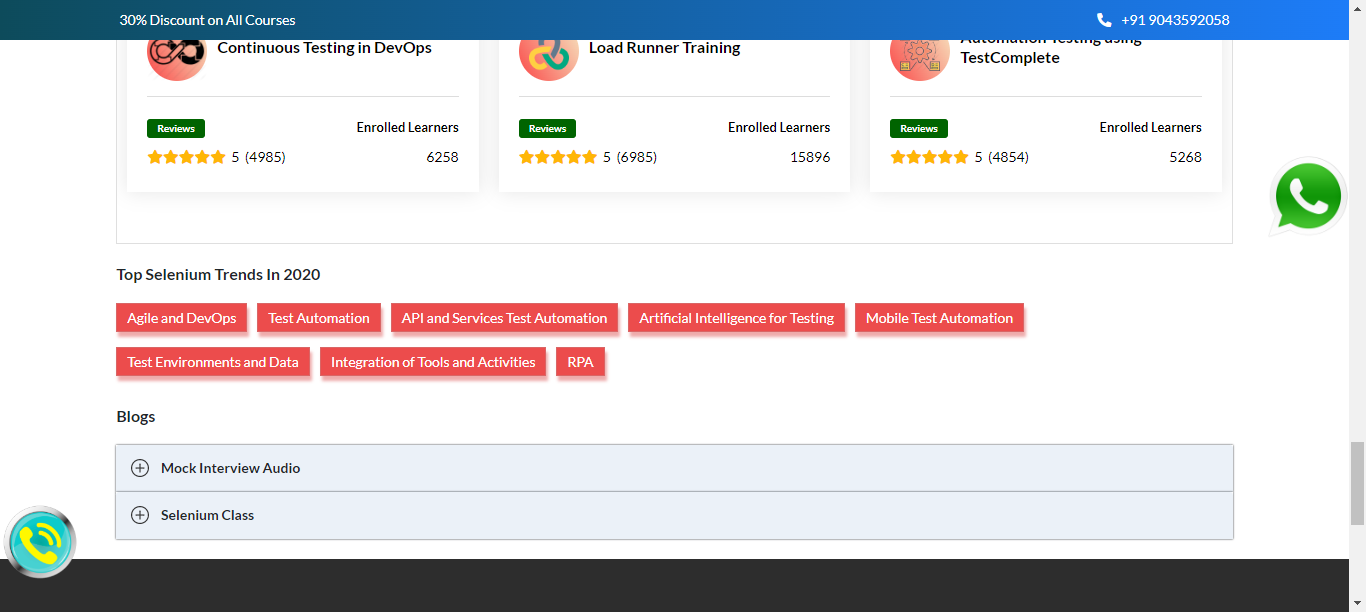 30% Discount on All Courses +91 9043592058
Continuous Testing in DevOps
Load Runner Training
Automation Testing using
TestComplete
Reviews Enrolled Learners
5 (4985) 6258
Reviews Enrolled Learners
5 (6985) 15896
Reviews Enrolled Learners
5 (4854) 5268
Top Selenium Trends In 2020
Agile and DevOps Test Automation API and Services Test Automation Artificial Intelligence for Testing Mobile Test Automation
Test Environments and Data Integration of Tools and Activities RPA
Blogs
Mock Interview Audio
Selenium Class